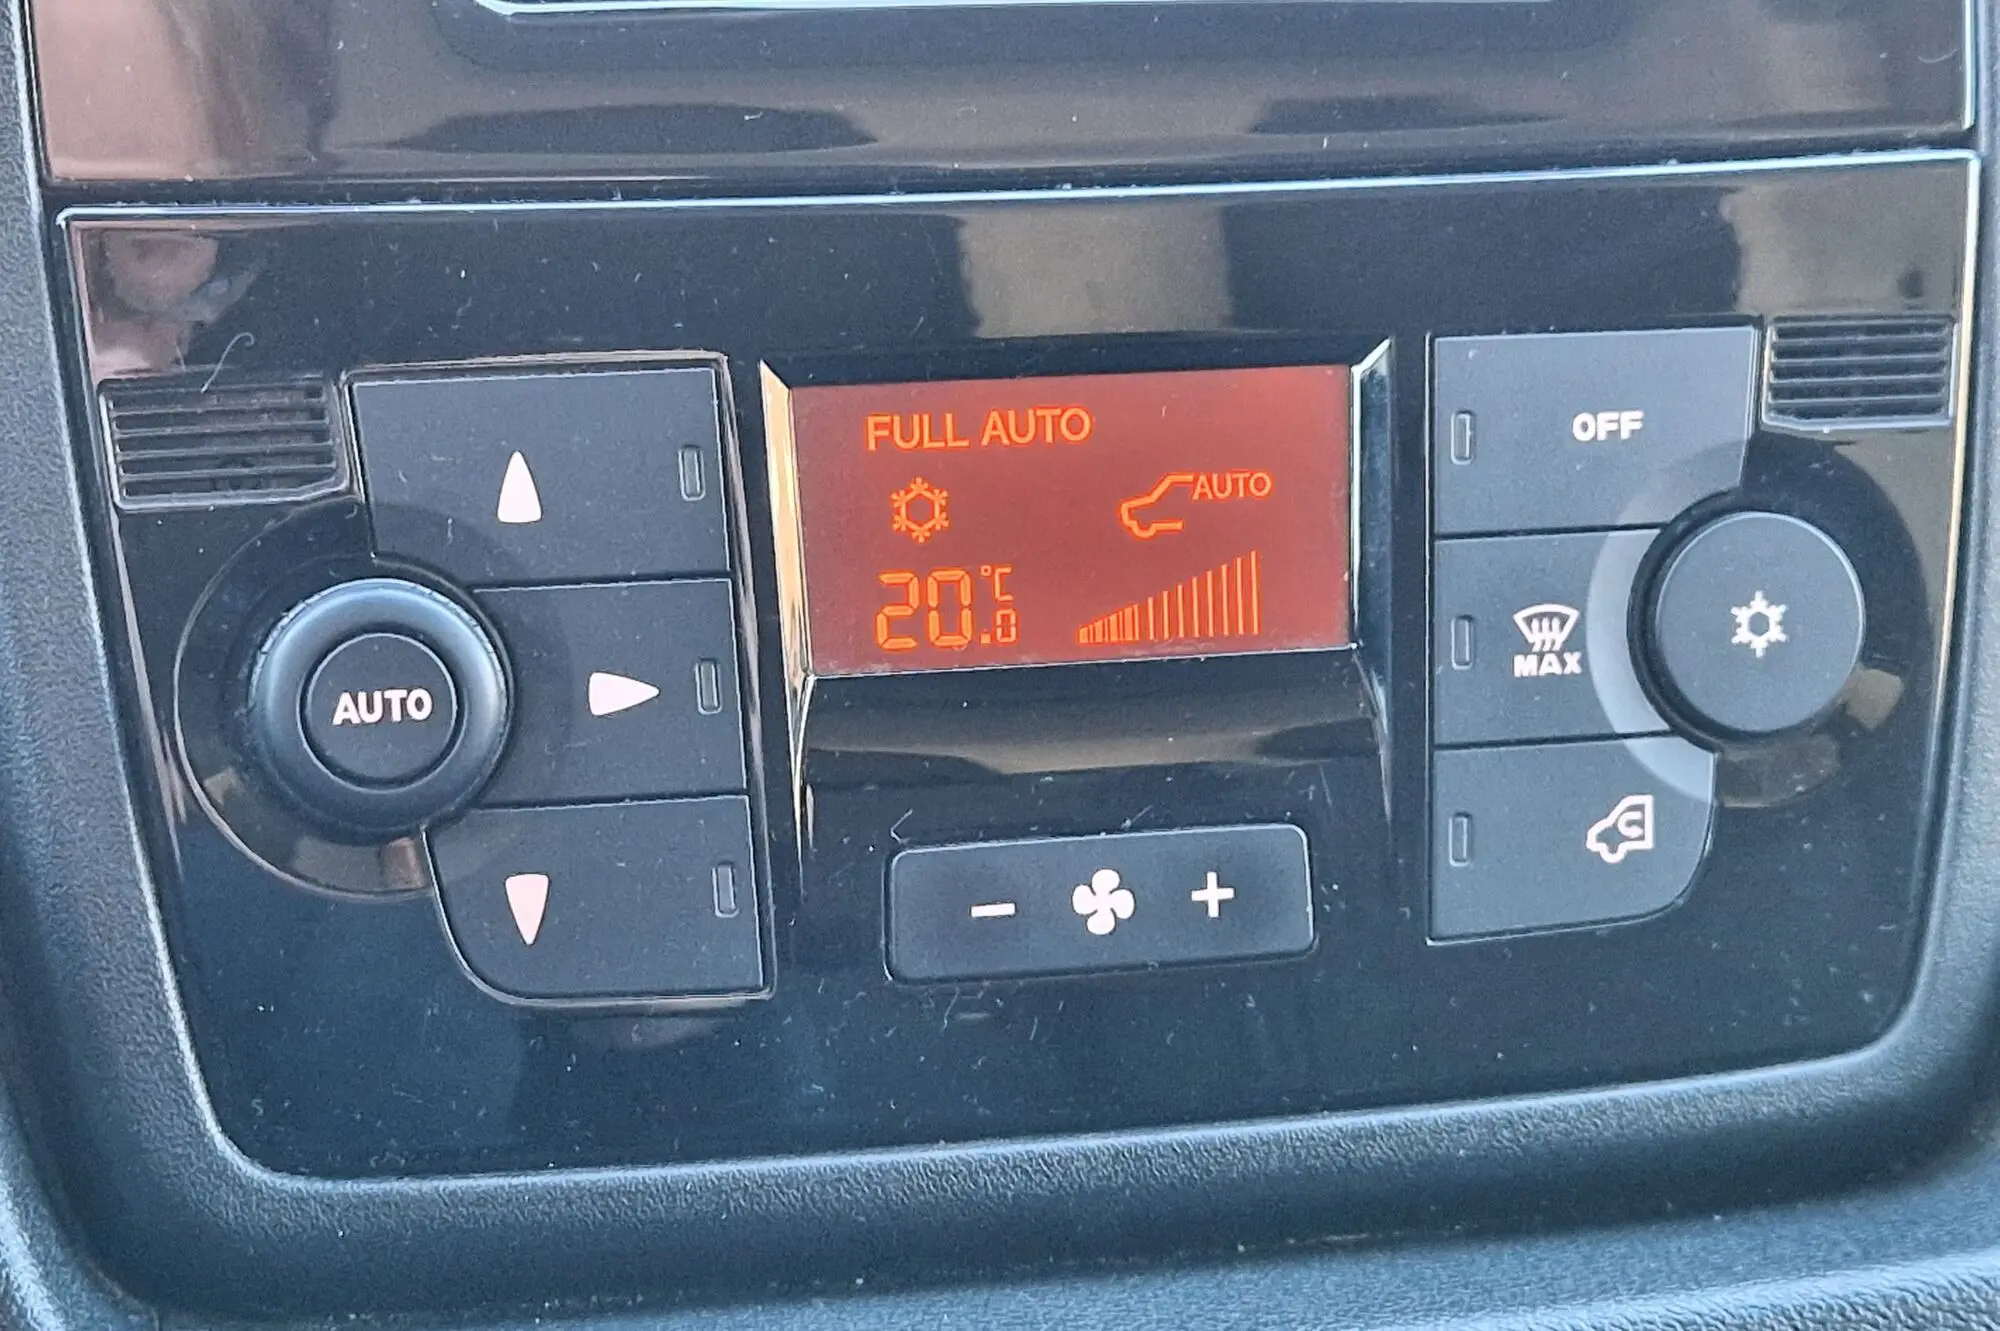 FULL AUTO
AUTO
20.0 °C
OFF
MAX
AUTO
- +
C